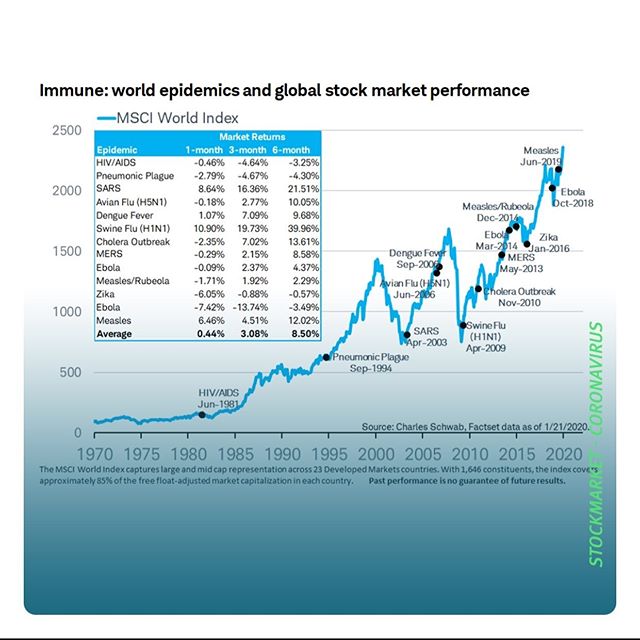 Immune: world epidemics and global stock market performance
MSCI World Index
2500
2000
1500
1000
500
0
Market Returns
Epidemic 1-month 3-month 6-month
HIV/AIDS -0.46% -4.64% -3.25%
Pneumonic Plague -2.79% -4.67% -4.30%
SARS 8.64% 16.36% 21.51%
Avian Flu (H5N1) -0.18% 2.77% 10.05%
Dengue Fever 1.07% 7.09% 9.68%
Swine Flu (H1N1) 10.90% 19.73% 39.96%
Cholera Outbreak -2.35% 7.02% 13.61%
MERS -0.29% 2.15% 8.58%
Ebola -0.09% 2.37% 4.37%
Measles/Rubeola -1.71% 1.92% 2.29%
Zika -6.05% -0.88% -0.57%
Ebola -7.42% -13.74% -3.49%
Measles 6.46% 4.51% 12.02%
Average 0.44% 3.08% 8.50%
HIV/AIDS
Jun-1981
Pneumonic Plague
Sep-1994
SARS
Apr-2003
Dengue Fever
Sep-2006
Avian Flu (H5N1)
Jun-2006
Swine Flu
(H1N1)
Apr-2009
Cholera Outbreak
Nov-2010
MERS
May-2013
Ebola
Mar-2014
Measles/Rubeola
Dec-2014
Zika
Jan-2016
Ebola
Oct-2018
Measles
Jun-2019
Source: Charles Schwab, Factset data as of 1/21/2020.
1970 1975 1980 1985 1990 1995 2000 2005 2010 2015 2020
The MSCI World Index captures large and mid cap representation across 23 Developed Markets countries. With 1,646 constituents, the index covers
approximately 85% of the free float-adjusted market capitalization in each country. Past performance is no guarantee of future results.
STOCKMARKET - CORONAVIRUS